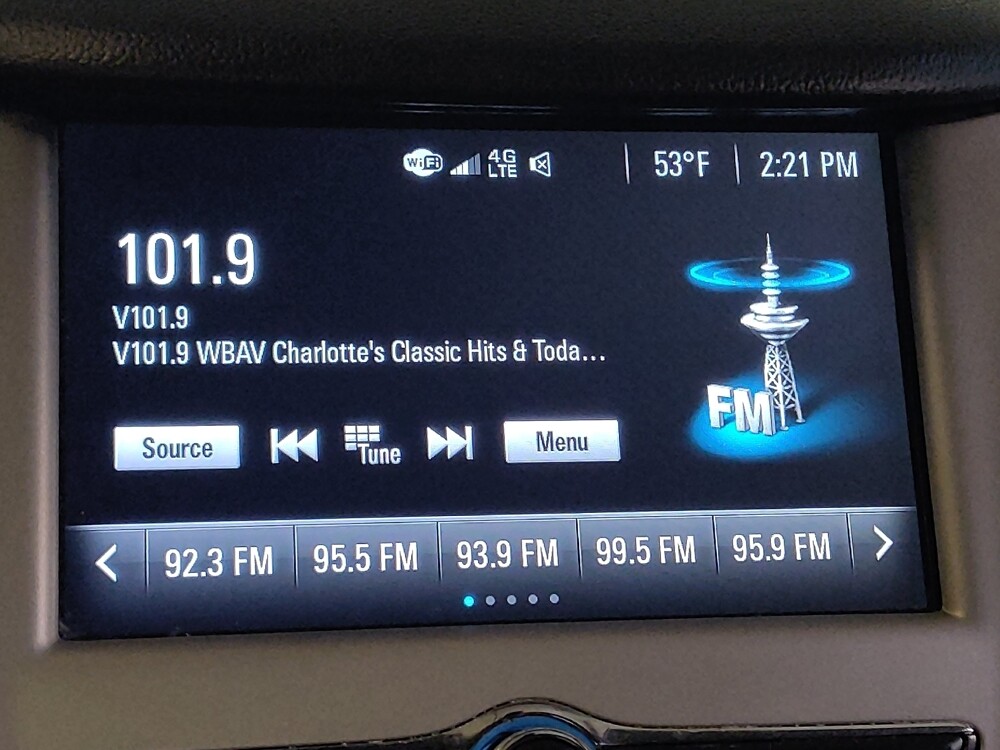 WiFi 4G LTE 53°F 2:21 PM
101.9
V101.9
V101.9 WBAV Charlotte's Classic Hits & Toda...
FM
Source Tune Menu
92.3 FM 95.5 FM 93.9 FM 99.5 FM 95.9 FM